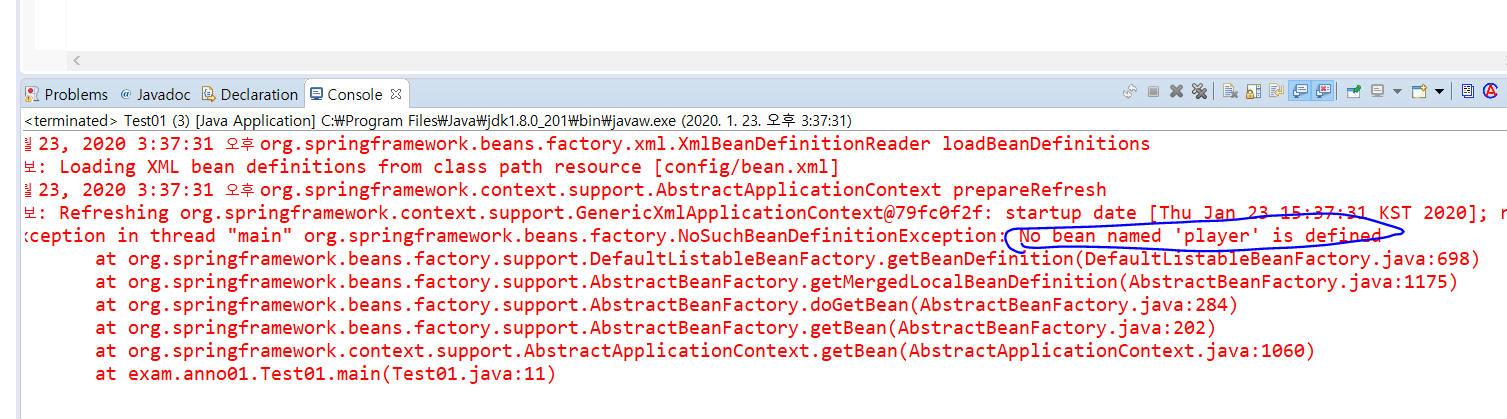 Problems @ Javadoc Declaration Console
<terminated> Test01 (3) [Java Application] C:₩Program Files₩Java₩jdk1.8.0_201₩bin₩javaw.exe (2020. 1. 23. 오후 3:37:31)
23, 2020 3:37:31 오후 org.springframework.beans.factory.xml.XmlBeanDefinitionReader loadBeanDefinitions
보: Loading XML bean definitions from class path resource [config/bean.xml]
23, 2020 3:37:31 오후 org.springframework.context.support.AbstractApplicationContext prepareRefresh
보: Refreshing org.springframework.context.support.GenericXmlApplicationContext@79fc0f2f: startup date [Thu Jan 23 15:37:31 KST 2020]; r
xception in thread "main" org.springframework.beans.factory.NoSuchBeanDefinitionException: No bean named 'player' is defined
at org.springframework.beans.factory.support.DefaultListableBeanFactory.getBeanDefinition(DefaultListableBeanFactory.java:698)
at org.springframework.beans.factory.support.AbstractBeanFactory.getMergedLocalBeanDefinition(AbstractBeanFactory.java:1175)
at org.springframework.beans.factory.support.AbstractBeanFactory.doGetBean(AbstractBeanFactory.java:284)
at org.springframework.beans.factory.support.AbstractBeanFactory.getBean(AbstractBeanFactory.java:202)
at org.springframework.context.support.AbstractApplicationContext.getBean(AbstractApplicationContext.java:1060)
at exam.anno01.Test01.main(Test01.java:11)